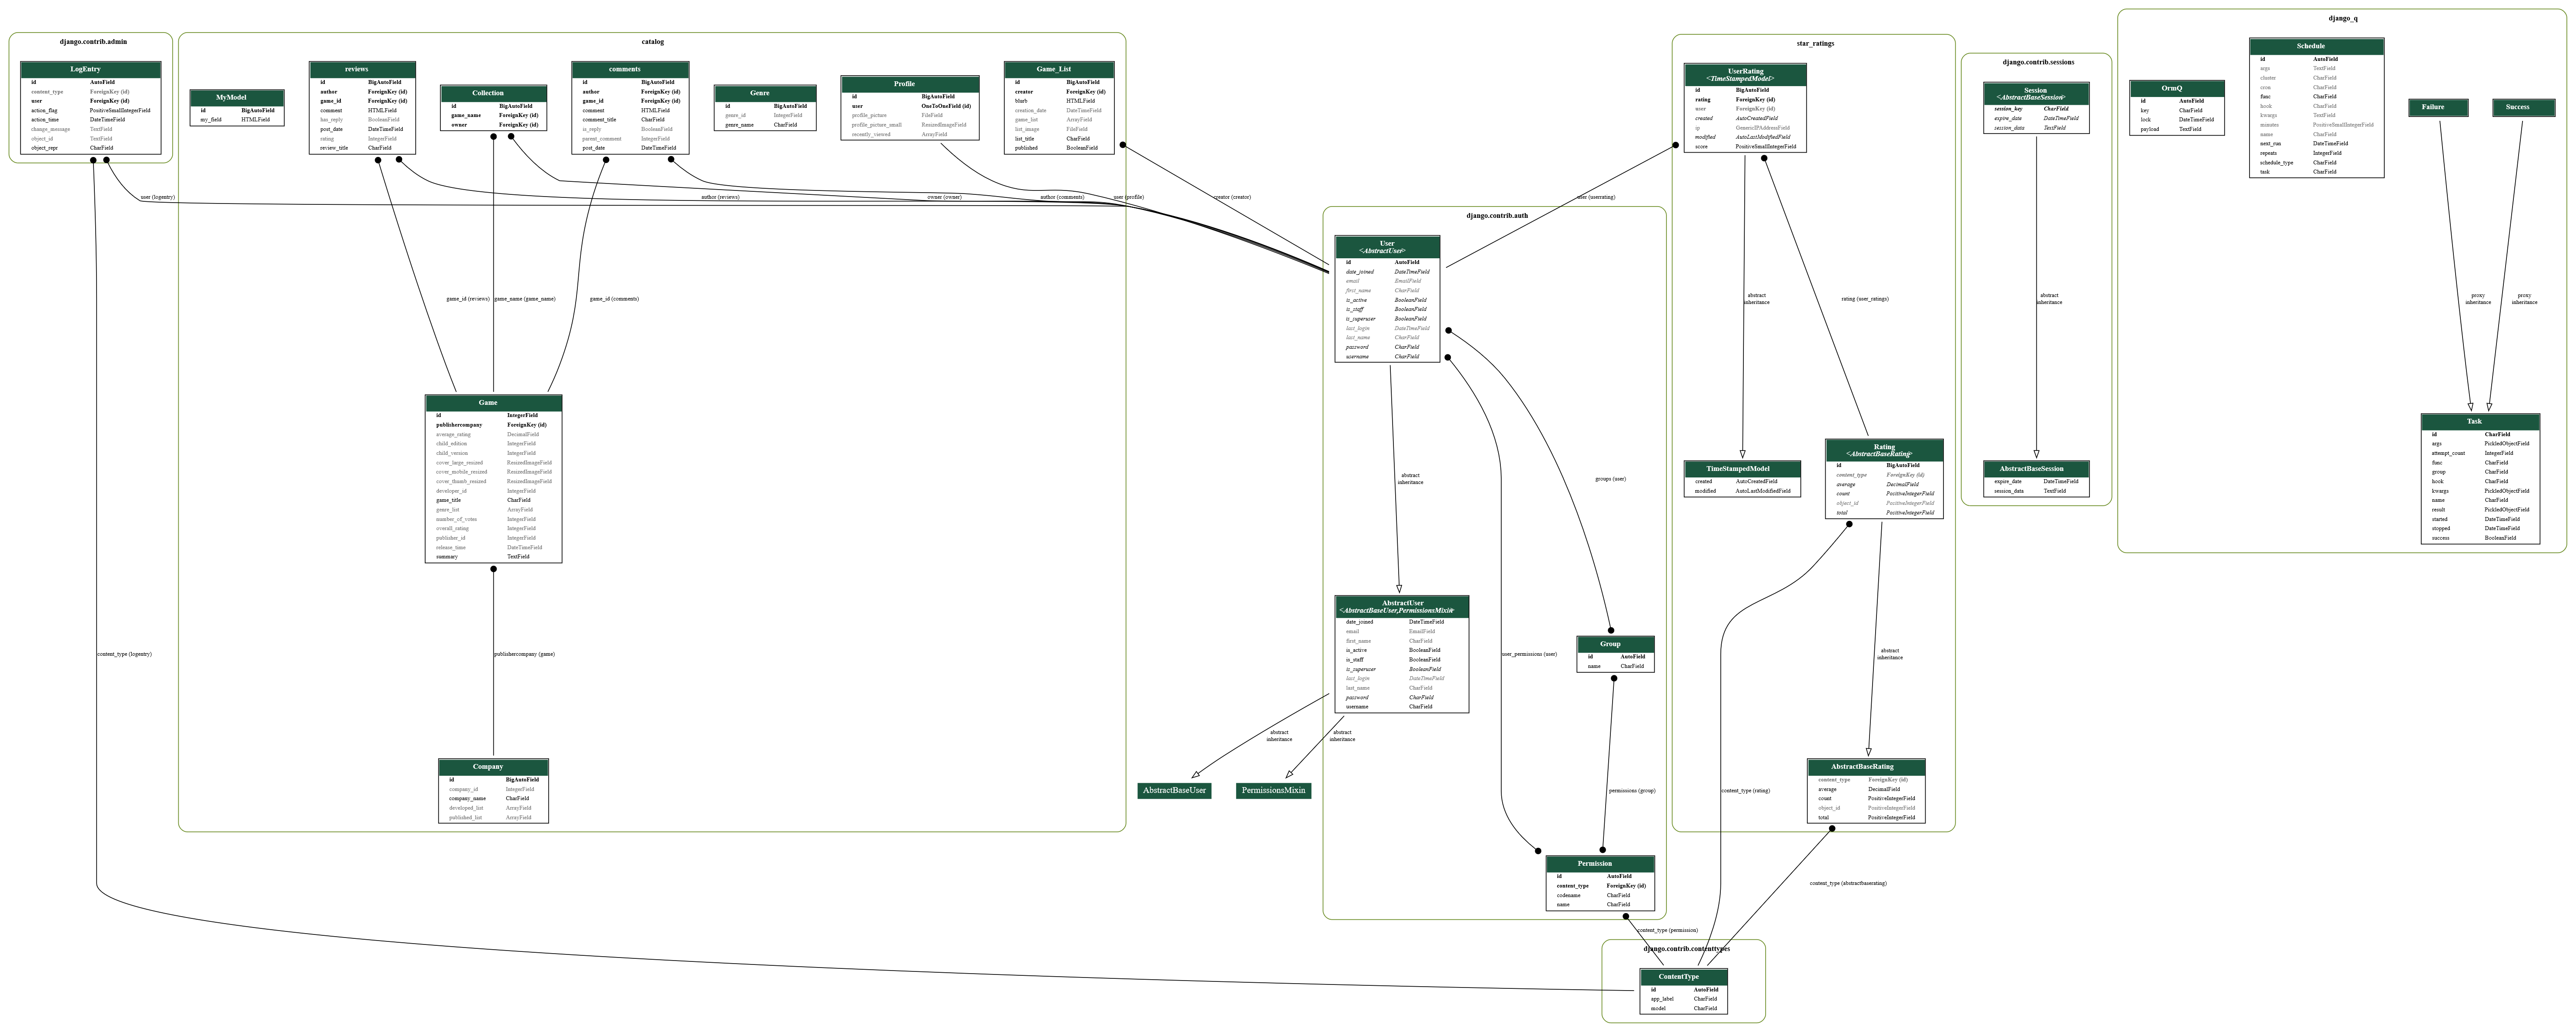 django.contrib.admin
LogEntry
id AutoField
content_type ForeignKey (id)
user ForeignKey (id)
action_flag PositiveSmallIntegerField
action_time DateTimeField
change_message TextField
object_id TextField
object_repr CharField
catalog
MyModel
id BigAutoField
my_field HTMLField
reviews
id BigAutoField
author ForeignKey (id)
game_id ForeignKey (id)
comment HTMLField
has_reply BooleanField
post_date DateTimeField
rating IntegerField
review_title CharField
Collection
id BigAutoField
game_name ForeignKey (id)
owner ForeignKey (id)
comments
id BigAutoField
author ForeignKey (id)
game_id ForeignKey (id)
comment HTMLField
comment_title CharField
is_reply BooleanField
parent_comment IntegerField
post_date DateTimeField
Genre
id BigAutoField
genre_id IntegerField
genre_name CharField
Profile
id BigAutoField
user OneToOneField (id)
profile_picture FileField
profile_picture_small ResizedImageField
recently_viewed ArrayField
Game_List
id BigAutoField
creator ForeignKey (id)
blurb HTMLField
creation_date DateTimeField
game_list ArrayField
list_image FileField
list_title CharField
published BooleanField
user (logentry)
author (reviews)
owner (owner)
author (comments)
user (profile)
creator (creator)
user (userrating)
game_id (reviews)
game_name (game_name)
game_id (comments)
Game
id IntegerField
publishercompany ForeignKey (id)
average_rating DecimalField
child_edition IntegerField
child_version IntegerField
cover_large_resized ResizedImageField
cover_mobile_resized ResizedImageField
cover_thumb_resized ResizedImageField
developer_id IntegerField
game_title CharField
genre_list ArrayField
number_of_votes IntegerField
overall_rating IntegerField
publisher_id IntegerField
release_time DateTimeField
summary TextField
content_type (logentry)
publishercompany (game)
Company
id BigAutoField
company_id IntegerField
company_name CharField
developed_list ArrayField
published_list ArrayField
django.contrib.auth
User
<AbstractUser>
id AutoField
date_joined DateTimeField
email EmailField
first_name CharField
is_active BooleanField
is_staff BooleanField
is_superuser BooleanField
last_login DateTimeField
last_name CharField
password CharField
username CharField
abstract
inheritance
groups (user)
AbstractUser
<AbstractBaseUser,PermissionsMixin>
date_joined DateTimeField
email EmailField
first_name CharField
is_active BooleanField
is_staff BooleanField
is_superuser BooleanField
last_login DateTimeField
last_name CharField
password CharField
username CharField
user_permissions (user)
Group
id AutoField
name CharField
abstract
inheritance
abstract
inheritance
AbstractBaseUser
PermissionsMixin
permissions (group)
Permission
id AutoField
content_type ForeignKey (id)
codename CharField
name CharField
content_type (permission)
star_ratings
UserRating
<TimeStampedModel>
id BigAutoField
rating ForeignKey (id)
user ForeignKey (id)
created AutoCreatedField
ip GenericIPAddressField
modified AutoLastModifiedField
score PositiveSmallIntegerField
abstract
inheritance
rating (user_ratings)
TimeStampedModel
created AutoCreatedField
modified AutoLastModifiedField
Rating
<AbstractBaseRating>
id BigAutoField
content_type ForeignKey (id)
average DecimalField
count PositiveIntegerField
object_id PositiveIntegerField
total PositiveIntegerField
abstract
inheritance
content_type (rating)
AbstractBaseRating
content_type ForeignKey (id)
average DecimalField
count PositiveIntegerField
object_id PositiveIntegerField
total PositiveIntegerField
content_type (abstractbaserating)
django.contrib.contenttypes
ContentType
id AutoField
app_label CharField
model CharField
django.contrib.sessions
Session
<AbstractBaseSession>
session_key CharField
expire_date DateTimeField
session_data TextField
abstract
inheritance
AbstractBaseSession
expire_date DateTimeField
session_data TextField
django_q
OrmQ
id AutoField
key CharField
lock DateTimeField
payload TextField
Schedule
id AutoField
args TextField
cluster CharField
cron CharField
func CharField
hook CharField
kwargs TextField
minutes PositiveSmallIntegerField
name CharField
next_run DateTimeField
repeats IntegerField
schedule_type CharField
task CharField
Failure
Success
proxy
inheritance
proxy
inheritance
Task
id CharField
args PickledObjectField
attempt_count IntegerField
func CharField
group CharField
hook CharField
kwargs PickledObjectField
name CharField
result PickledObjectField
started DateTimeField
stopped DateTimeField
success BooleanField